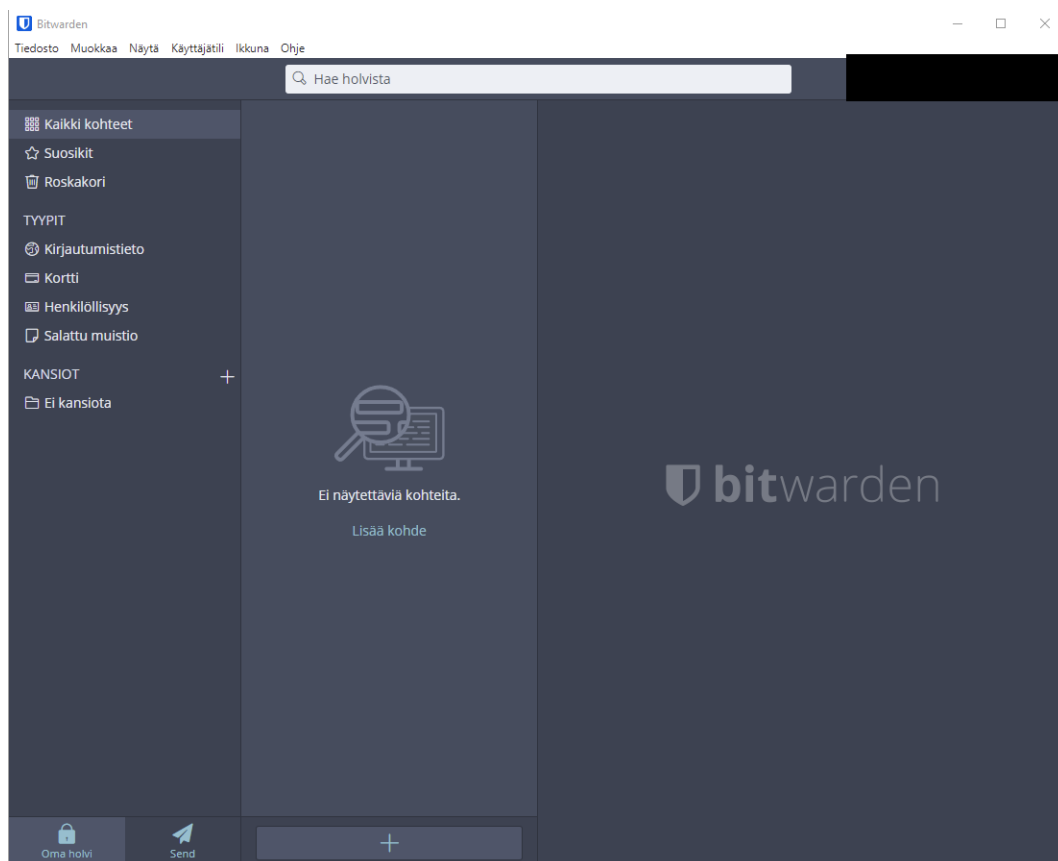 Bitwarden
Tiedosto Muokkaa Näytä Käyttäjätili Ikkuna Ohje
Hae holvista
Kaikki kohteet
Suosikit
Roskakori
TYYPIT
Kirjautumistieto
Kortti
Henkilöllisyys
Salattu muistio
KANSIOT
Ei kansiota
Ei näytettäviä kohteita.
Lisää kohde
bitwarden
Oma holvi
Send